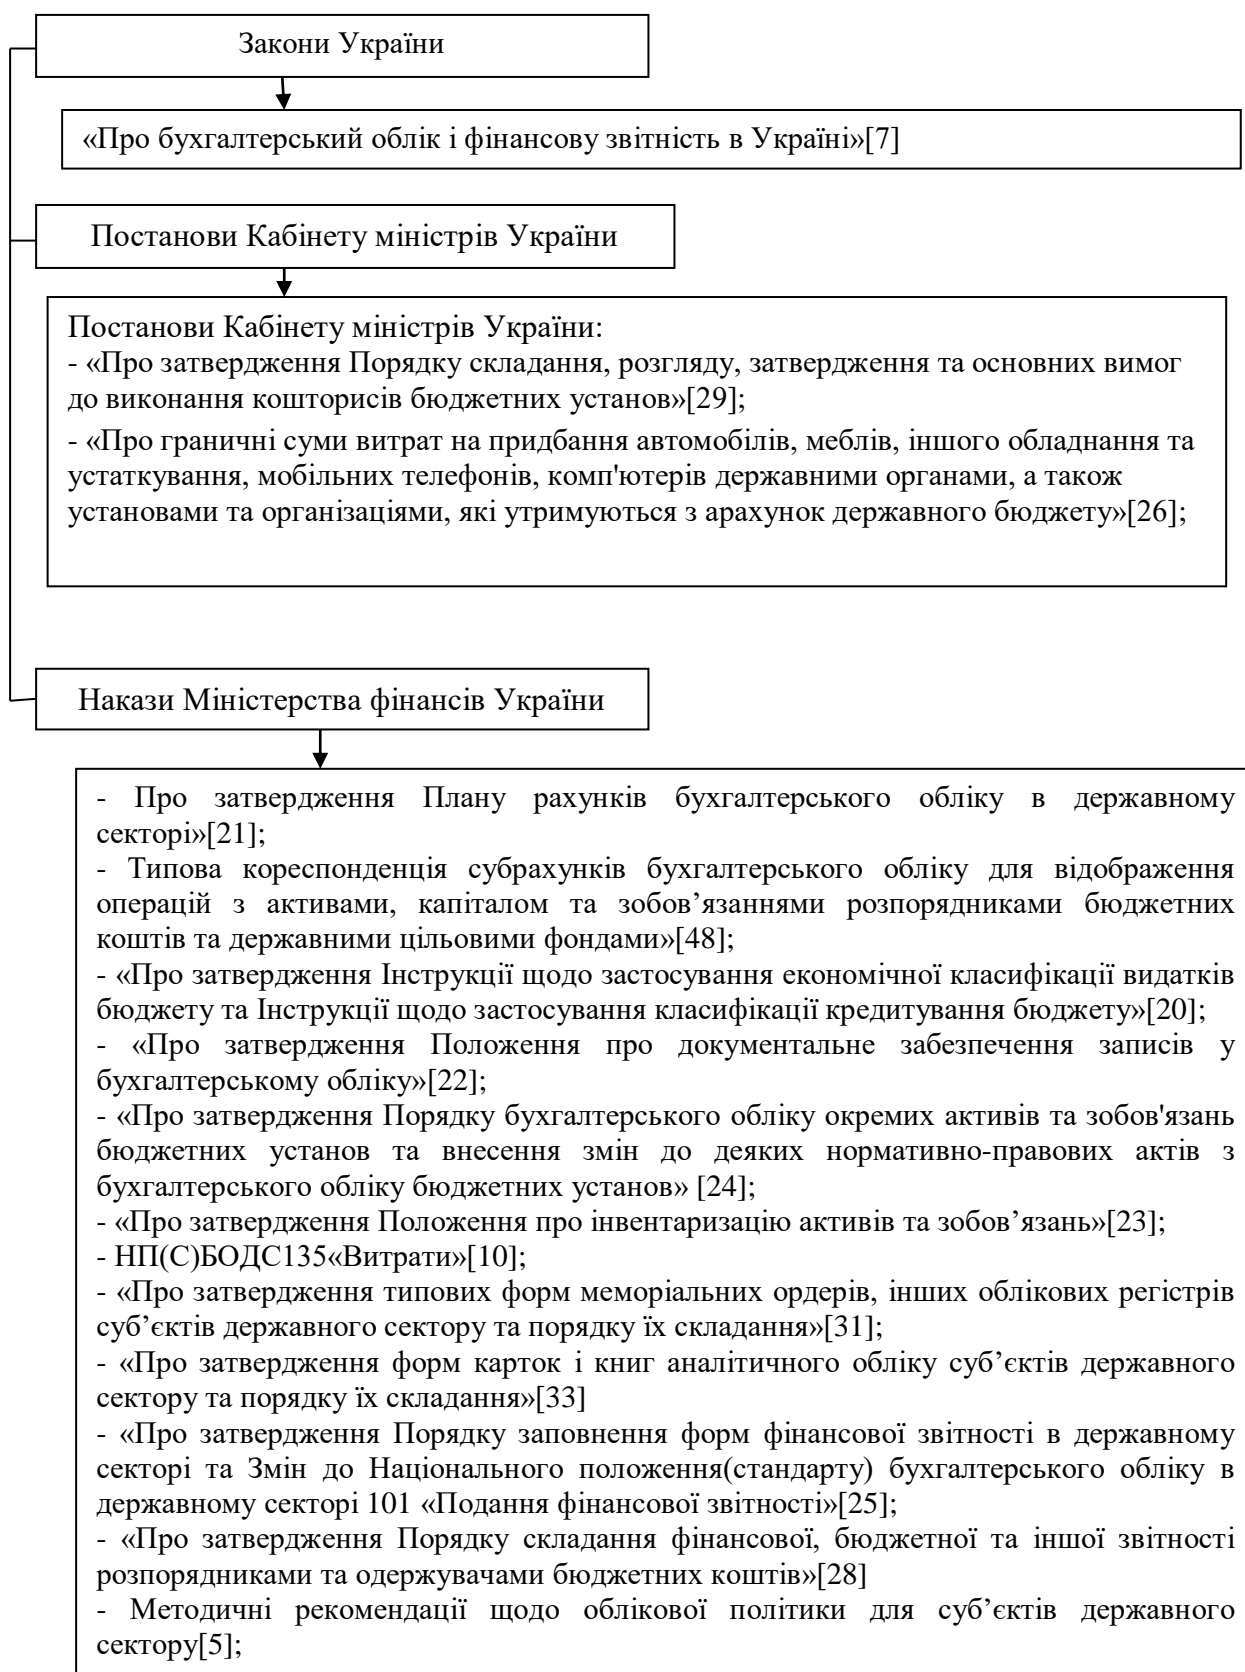 Закони України
«Про бухгалтерський облік і фінансову звітність в Україні»[7]
Постанови Кабінету міністрів України
Постанови Кабінету міністрів України:
- «Про затвердження Порядку складання, розгляду, затвердження та основних вимог
до виконання кошторисів бюджетних установ»[29];
- «Про граничні суми витрат на придбання автомобілів, меблів, іншого обладнання та
устаткування, мобільних телефонів, комп'ютерів державними органами, а також
установами та організаціями, які утримуються з арахунок державного бюджету»[26];
Накази Міністерства фінансів України
- Про затвердження Плану рахунків бухгалтерського обліку в державному
секторі»[21];
- Типова кореспонденція субрахунків бухгалтерського обліку для відображення
операцій з активами, капіталом та зобов’язаннями розпорядниками бюджетних
коштів та державними цільовими фондами»[48];
- «Про затвердження Інструкції щодо застосування економічної класифікації видатків
бюджету та Інструкції щодо застосування класифікації кредитування бюджету»[20];
- «Про затвердження Положення про документальне забезпечення записів у
бухгалтерському обліку»[22];
- «Про затвердження Порядку бухгалтерського обліку окремих активів та зобов'язань
бюджетних установ та внесення змін до деяких нормативно-правових актів з
бухгалтерського обліку бюджетних установ» [24];
- «Про затвердження Положення про інвентаризацію активів та зобов’язань»[23];
- НП(С)БОДС135«Витрати»[10];
- «Про затвердження типових форм меморіальних ордерів, інших облікових регістрів
суб’єктів державного сектору та порядку їх складання»[31];
- «Про затвердження форм карток і книг аналітичного обліку суб’єктів державного
сектору та порядку їх складання»[33]
- «Про затвердження Порядку заповнення форм фінансової звітності в державному
секторі та Змін до Національного положення(стандарту) бухгалтерського обліку в
державному секторі 101 «Подання фінансової звітності»[25];
- «Про затвердження Порядку складання фінансової, бюджетної та іншої звітності
розпорядниками та одержувачами бюджетних коштів»[28]
- Методичні рекомендації щодо облікової політики для суб’єктів державного
сектору[5];